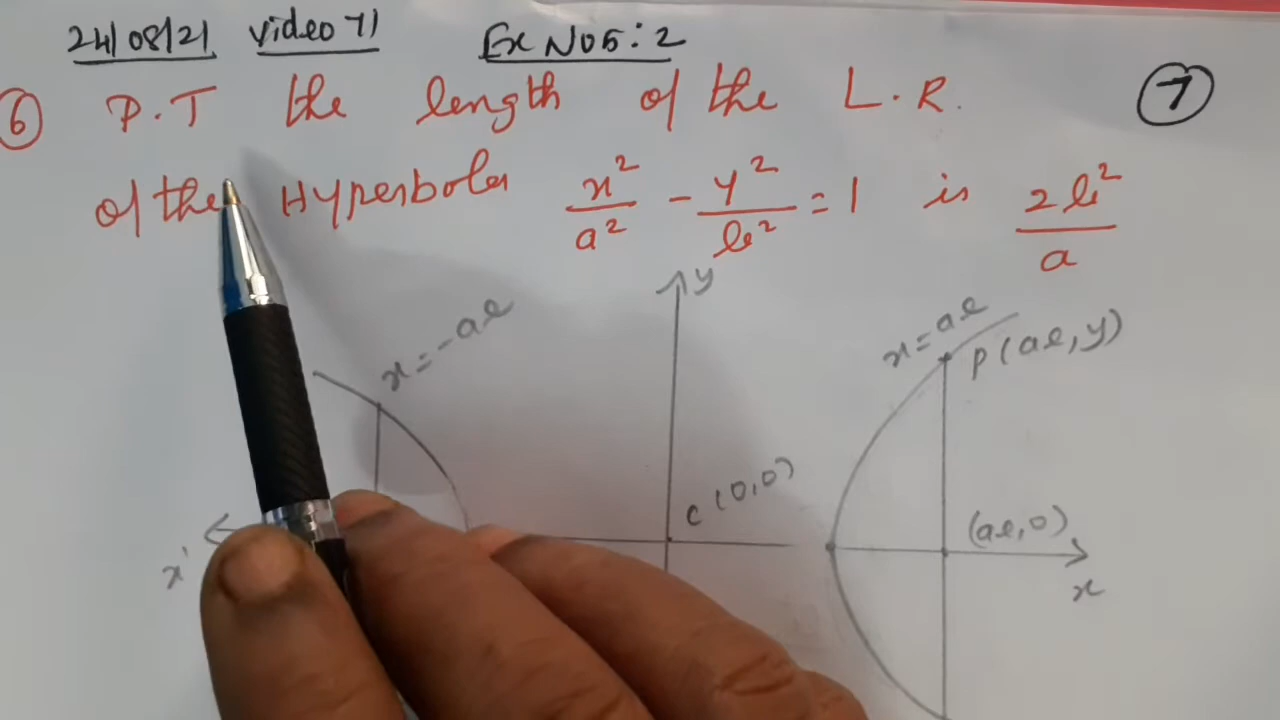 24/08/21 Video 71 Ex No 5:2
⑥ P.T the length of the L.R. ⑦
of the Hyperbola x²/a² - y²/b² = 1 is 2b²/a
y
x=-ae x=ae
P(ae,y)
C(0,0)
(ae,0)
x' x